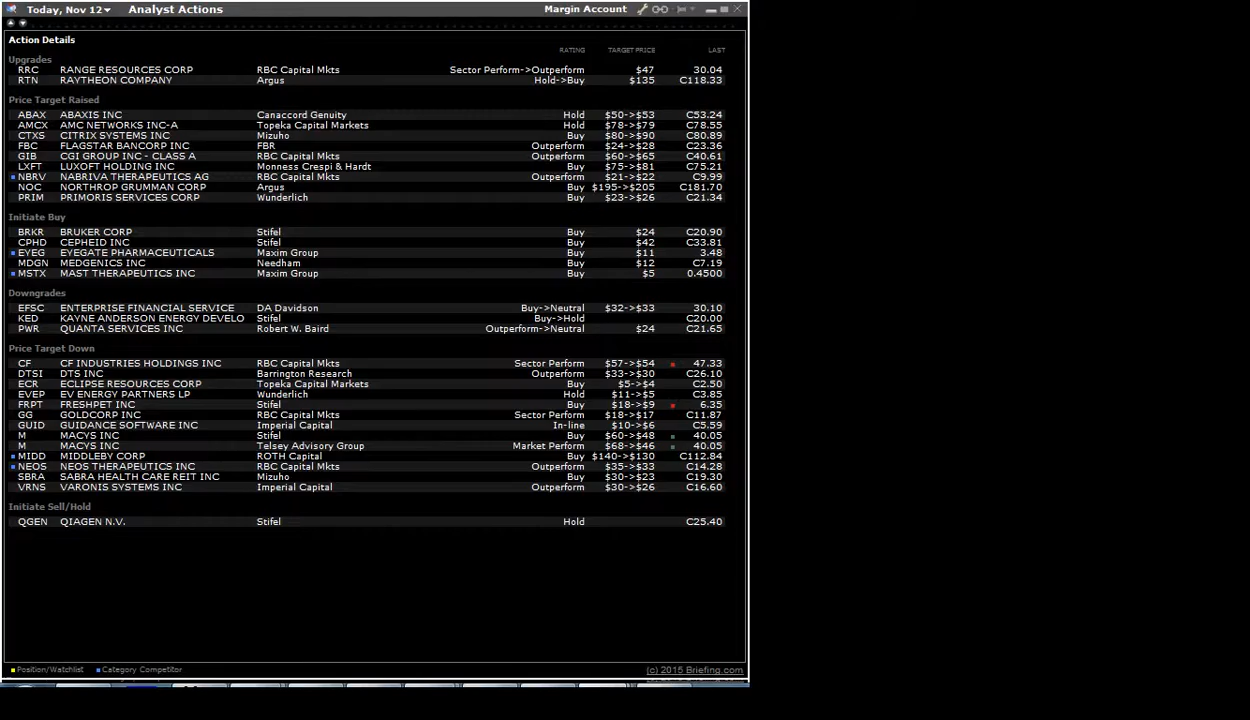 Today, Nov 12 Analyst Actions Margin Account
Action Details
RATING TARGET PRICE LAST
Upgrades
RRC RANGE RESOURCES CORP RBC Capital Mkts Sector Perform->Outperform $47 30.04
RTN RAYTHEON COMPANY Argus Hold->Buy $135 C118.33
Price Target Raised
ABAX ABAXIS INC Canaccord Genuity Hold $50->$53 C53.24
AMCX AMC NETWORKS INC-A Topeka Capital Markets Hold $78->$79 C78.55
CTXS CITRIX SYSTEMS INC Mizuho Buy $80->$90 C80.89
FBC FLAGSTAR BANCORP INC FBR Outperform $24->$28 C23.36
GIB CGI GROUP INC - CLASS A RBC Capital Mkts Outperform $60->$65 C40.61
LXFT LUXOFT HOLDING INC Monness Crespi & Hardt Buy $75->$81 C75.21
NBRV NABRIVA THERAPEUTICS AG RBC Capital Mkts Outperform $21->$22 C9.99
NOC NORTHROP GRUMMAN CORP Argus Buy $195->$205 C181.70
PRIM PRIMORIS SERVICES CORP Wunderlich Buy $23->$26 C21.34
Initiate Buy
BRKR BRUKER CORP Stifel Buy $24 C20.90
CPHD CEPHEID INC Stifel Buy $42 C33.81
EYEG EYEGATE PHARMACEUTICALS Maxim Group Buy $11 3.48
MDGN MEDGENICS INC Needham Buy $12 C7.19
MSTX MAST THERAPEUTICS INC Maxim Group Buy $5 0.4500
Downgrades
EFSC ENTERPRISE FINANCIAL SERVICE DA Davidson Buy->Neutral $32->$33 30.10
KED KAYNE ANDERSON ENERGY DEVELO Stifel Buy->Hold C20.00
PWR QUANTA SERVICES INC Robert W. Baird Outperform->Neutral $24 C21.65
Price Target Down
CF CF INDUSTRIES HOLDINGS INC RBC Capital Mkts Sector Perform $57->$54 47.33
DTSI DTS INC Barrington Research Outperform $33->$30 C26.10
ECR ECLIPSE RESOURCES CORP Topeka Capital Markets Buy $5->$4 C2.50
EVEP EV ENERGY PARTNERS LP Wunderlich Hold $11->$5 C3.85
FRPT FRESHPET INC Stifel Buy $18->$9 6.35
GG GOLDCORP INC RBC Capital Mkts Sector Perform $18->$17 C11.87
GUID GUIDANCE SOFTWARE INC Imperial Capital In-line $10->$6 C5.59
M MACYS INC Stifel Buy $60->$48 40.05
M MACYS INC Telsey Advisory Group Market Perform $68->$46 40.05
MIDD MIDDLEBY CORP ROTH Capital Buy $140->$130 C112.84
NEOS NEOS THERAPEUTICS INC RBC Capital Mkts Outperform $35->$33 C14.28
SBRA SABRA HEALTH CARE REIT INC Mizuho Buy $30->$23 C19.30
VRNS VARONIS SYSTEMS INC Imperial Capital Outperform $30->$26 C16.60
Initiate Sell/Hold
QGEN QIAGEN N.V. Stifel Hold C25.40
Position/Watchlist Category Competitor (c) 2015 Briefing.com